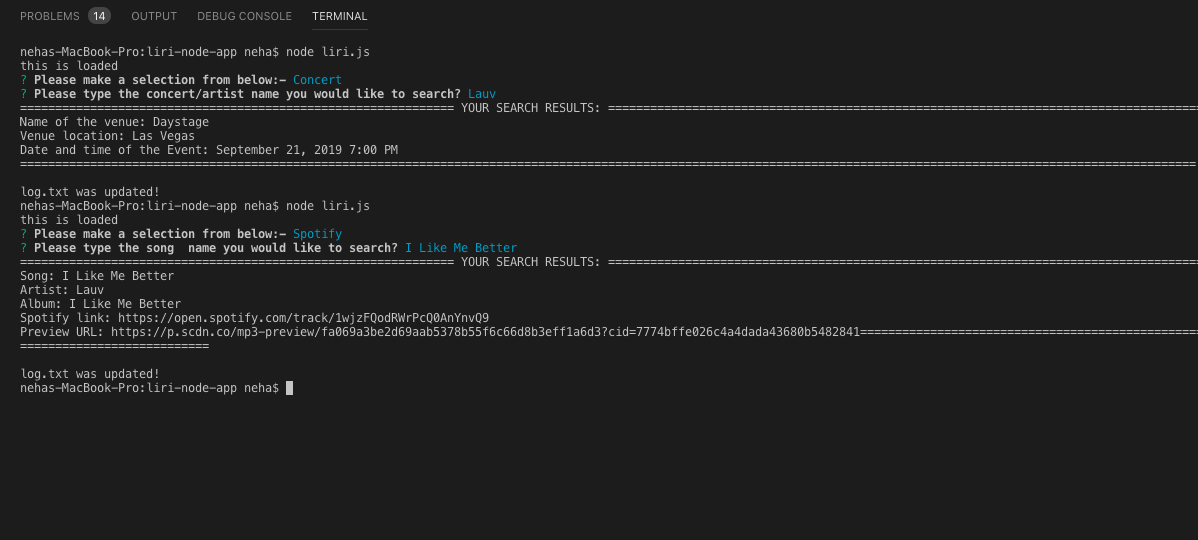 PROBLEMS 14 OUTPUT DEBUG CONSOLE TERMINAL
nehas-MacBook-Pro:liri-node-app neha$ node liri.js
this is loaded
? Please make a selection from below:- Concert
? Please type the concert/artist name you would like to search? Lauv
============================================================== YOUR SEARCH RESULTS: =====================================================================================
Name of the venue: Daystage
Venue location: Las Vegas
Date and time of the Event: September 21, 2019 7:00 PM
========================================================================================================================================================================
log.txt was updated!
nehas-MacBook-Pro:liri-node-app neha$ node liri.js
this is loaded
? Please make a selection from below:- Spotify
? Please type the song  name you would like to search? I Like Me Better
============================================================== YOUR SEARCH RESULTS: =====================================================================================
Song: I Like Me Better
Artist: Lauv
Album: I Like Me Better
Spotify link: https://open.spotify.com/track/1wjzFQodRWrPcQ0AnYnvQ9
Preview URL: https://p.scdn.co/mp3-preview/fa069a3be2d69aab5378b55f6c66d8b3eff1a6d3?cid=7774bffe026c4a4dada43680b5482841=================================================
===========================
log.txt was updated!
nehas-MacBook-Pro:liri-node-app neha$